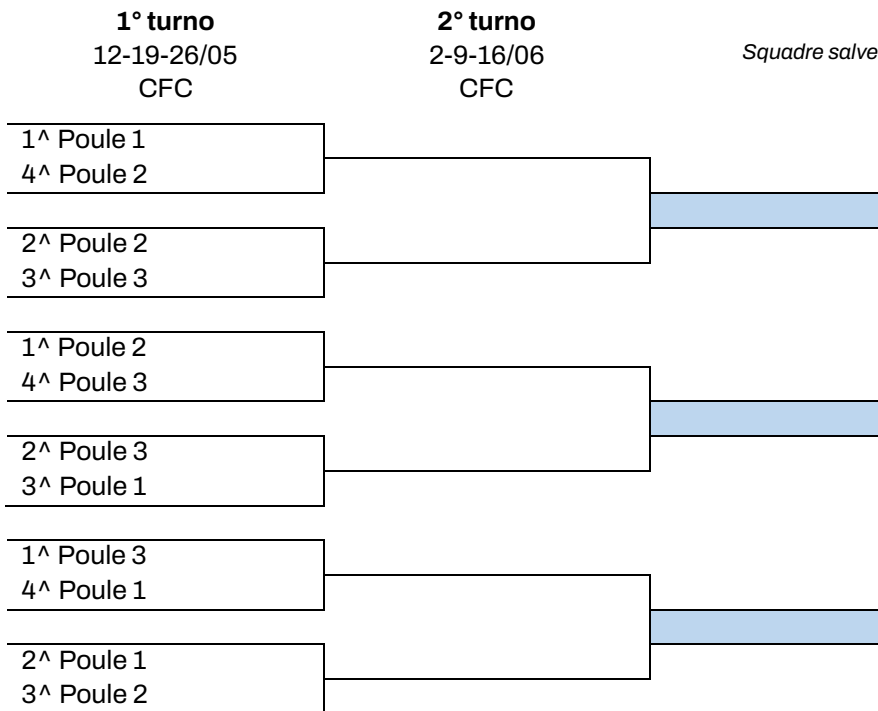 1° turno
12-19-26/05
CFC
2° turno
2-9-16/06
CFC
Squadre salve
1^ Poule 1
4^ Poule 2
2^ Poule 2
3^ Poule 3
1^ Poule 2
4^ Poule 3
2^ Poule 3
3^ Poule 1
1^ Poule 3
4^ Poule 1
2^ Poule 1
3^ Poule 2